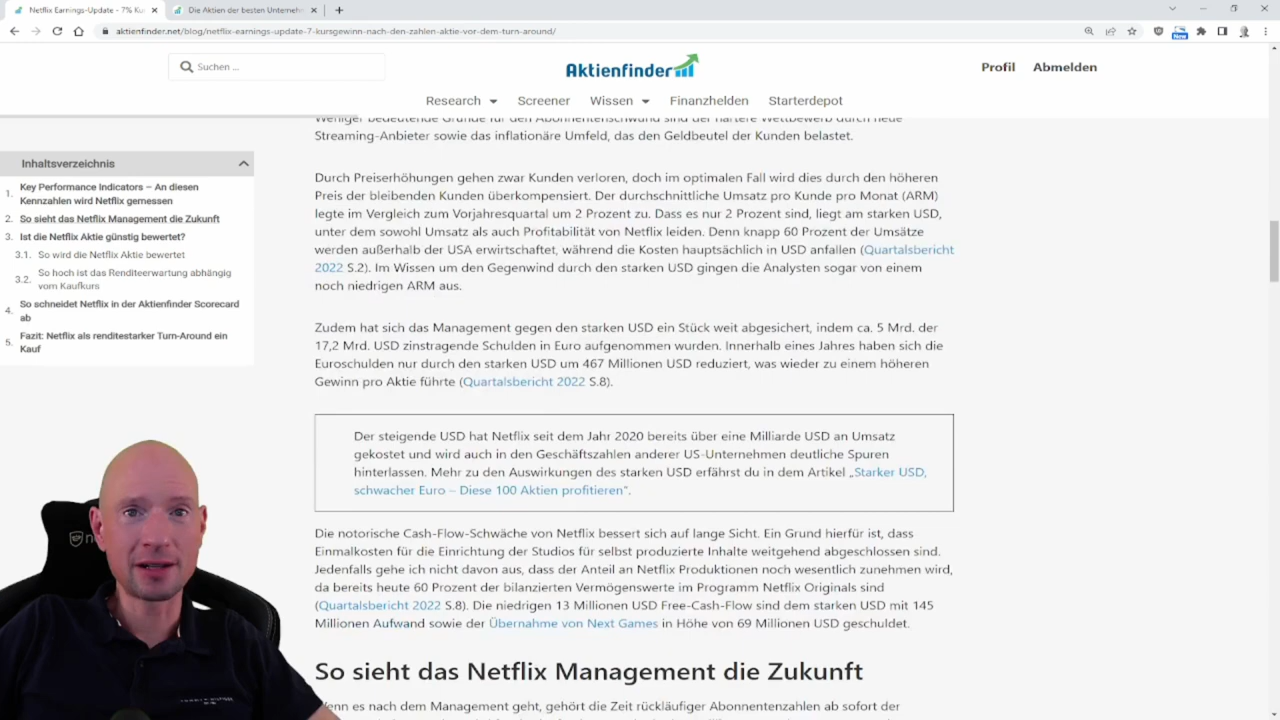 Netflix Earnings-Update - 7% Ku
Die Aktien der besten Unternehm
aktienfinder.net/blog/netflix-earnings-update-7-kursgewinn-nach-den-zahlen-aktie-vor-dem-turn-around/
New
Suchen ...
Aktienfinder
Profil Abmelden
Research Screener Wissen Finanzhelden Starterdepot
Inhaltsverzeichnis
1. Key Performance Indicators – An diesen
Kennzahlen wird Netflix gemessen
2. So sieht das Netflix Management die Zukunft
3. Ist die Netflix Aktie günstig bewertet?
3.1. So wird die Netflix Aktie bewertet
3.2. So hoch ist das Renditeerwartung abhängig
vom Kaufkurs
4. So schneidet Netflix in der Aktienfinder Scorecard
ab
5. Fazit: Netflix als renditestarker Turn-Around ein
Kauf
Weniger bedeutende Gründe für den Abonnentenschwund sind der härtere Wettbewerb durch neue
Streaming-Anbieter sowie das inflationäre Umfeld, das den Geldbeutel der Kunden belastet.
Durch Preiserhöhungen gehen zwar Kunden verloren, doch im optimalen Fall wird dies durch den höheren
Preis der bleibenden Kunden überkompensiert. Der durchschnittliche Umsatz pro Kunde pro Monat (ARM)
legte im Vergleich zum Vorjahresquartal um 2 Prozent zu. Dass es nur 2 Prozent sind, liegt am starken USD,
unter dem sowohl Umsatz als auch Profitabilität von Netflix leiden. Denn knapp 60 Prozent der Umsätze
werden außerhalb der USA erwirtschaftet, während die Kosten hauptsächlich in USD anfallen (Quartalsbericht
2022 S.2). Im Wissen um den Gegenwind durch den starken USD gingen die Analysten sogar von einem
noch niedrigen ARM aus.
Zudem hat sich das Management gegen den starken USD ein Stück weit abgesichert, indem ca. 5 Mrd. der
17,2 Mrd. USD zinstragende Schulden in Euro aufgenommen wurden. Innerhalb eines Jahres haben sich die
Euroschulden nur durch den starken USD um 467 Millionen USD reduziert, was wieder zu einem höheren
Gewinn pro Aktie führte (Quartalsbericht 2022 S.8).
Der steigende USD hat Netflix seit dem Jahr 2020 bereits über eine Milliarde USD an Umsatz
gekostet und wird auch in den Geschäftszahlen anderer US-Unternehmen deutliche Spuren
hinterlassen. Mehr zu den Auswirkungen des starken USD erfährst du in dem Artikel „Starker USD,
schwacher Euro – Diese 100 Aktien profitieren“.
Die notorische Cash-Flow-Schwäche von Netflix bessert sich auf lange Sicht. Ein Grund hierfür ist, dass
Einmalkosten für die Einrichtung der Studios für selbst produzierte Inhalte weitgehend abgeschlossen sind.
Jedenfalls gehe ich nicht davon aus, dass der Anteil an Netflix Produktionen noch wesentlich zunehmen wird,
da bereits heute 60 Prozent der bilanzierten Vermögenswerte im Programm Netflix Originals sind
(Quartalsbericht 2022 S.8). Die niedrigen 13 Millionen USD Free-Cash-Flow sind dem starken USD mit 145
Millionen Aufwand sowie der Übernahme von Next Games in Höhe von 69 Millionen USD geschuldet.
So sieht das Netflix Management die Zukunft
Wenn es nach dem Management geht, gehört die Zeit rückläufiger Abonnentenzahlen ab sofort der